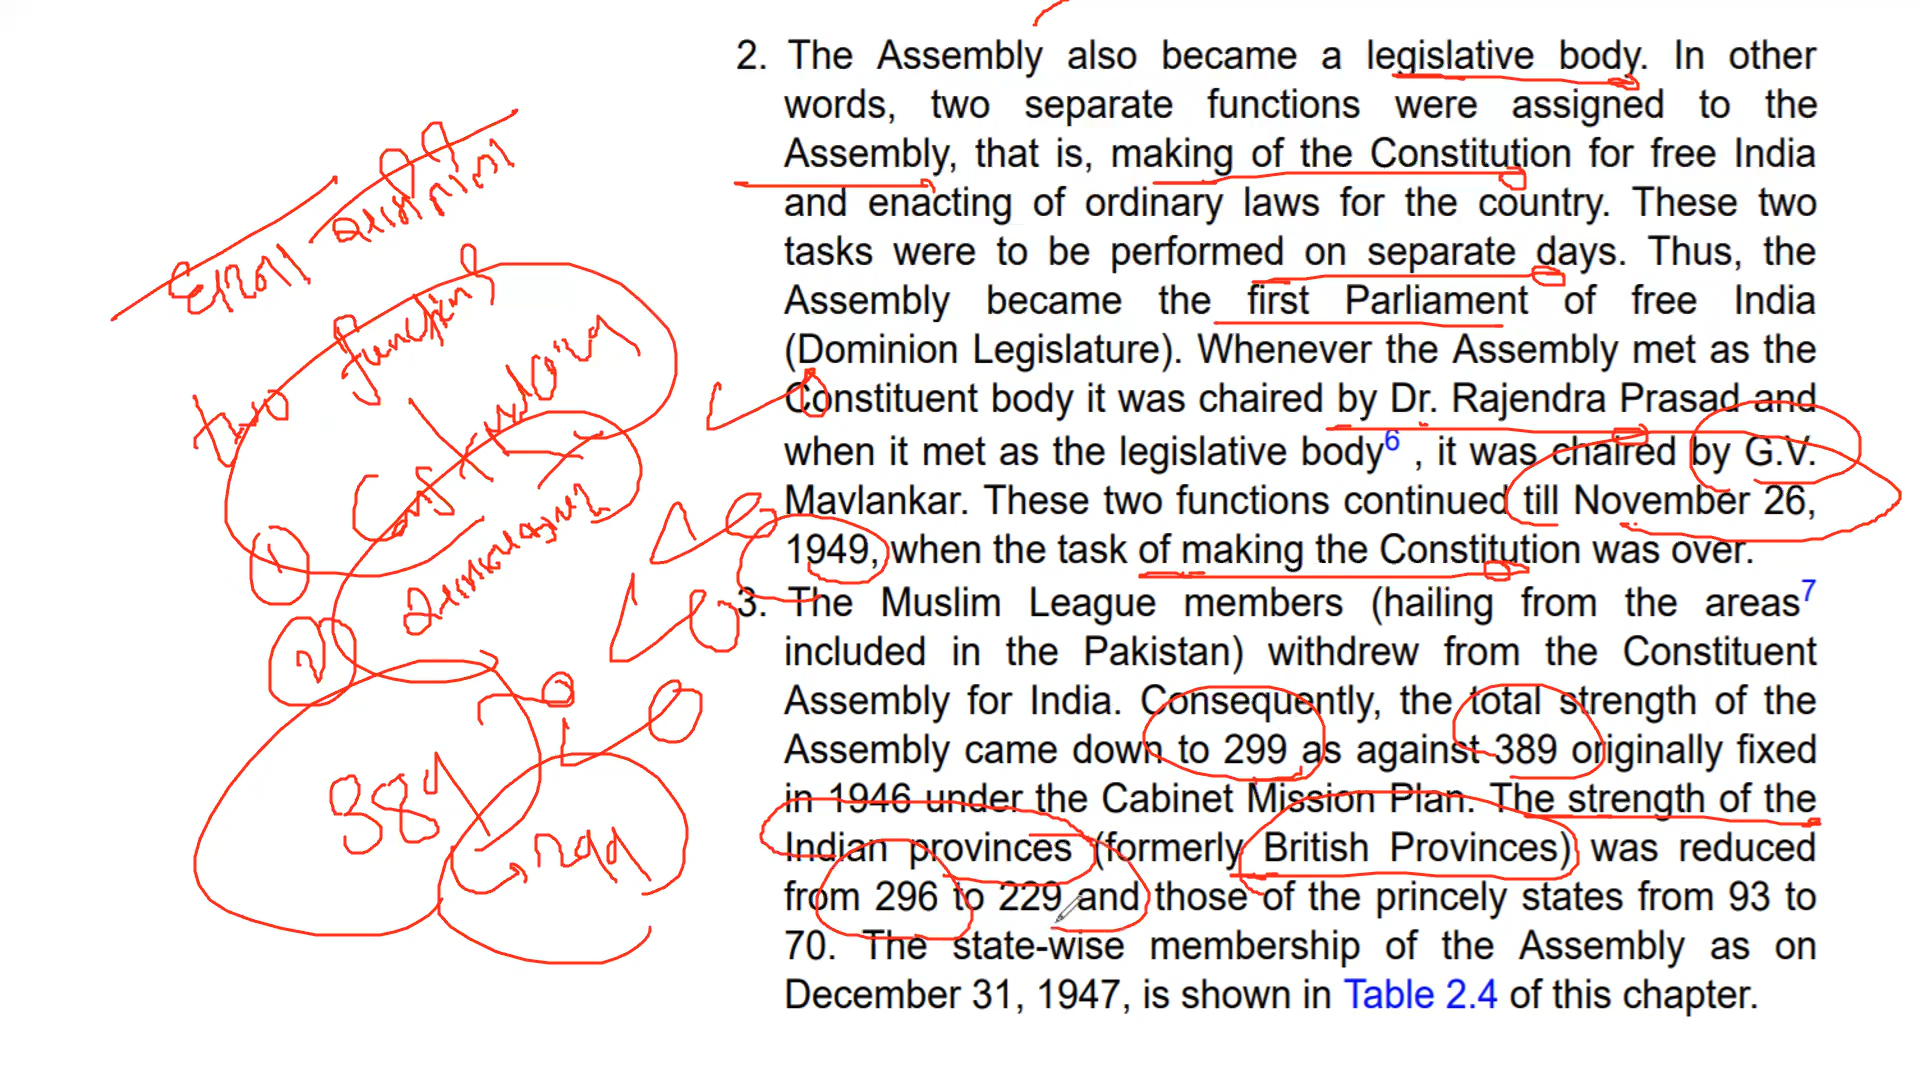 2. The Assembly also became a legislative body. In other
words, two separate functions were assigned to the
Assembly, that is, making of the Constitution for free India
and enacting of ordinary laws for the country. These two
tasks were to be performed on separate days. Thus, the
Assembly became the first Parliament of free India
(Dominion Legislature). Whenever the Assembly met as the
Constituent body it was chaired by Dr. Rajendra Prasad and
when it met as the legislative body6 , it was chaired by G.V.
Mavlankar. These two functions continued till November 26,
1949, when the task of making the Constitution was over.
3. The Muslim League members (hailing from the areas7
included in the Pakistan) withdrew from the Constituent
Assembly for India. Consequently, the total strength of the
Assembly came down to 299 as against 389 originally fixed
in 1946 under the Cabinet Mission Plan. The strength of the
Indian provinces (formerly British Provinces) was reduced
from 296 to 229 and those of the princely states from 93 to
70. The state-wise membership of the Assembly as on
December 31, 1947, is shown in Table 2.4 of this chapter.
two
1
2